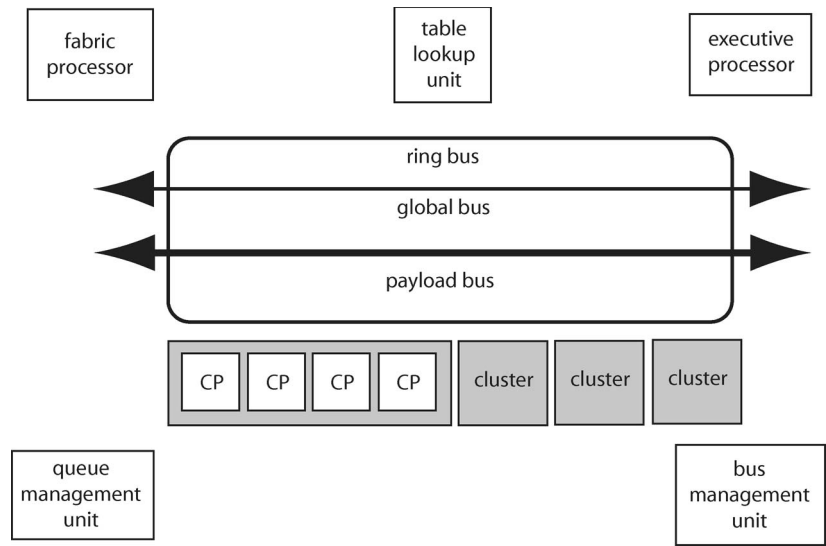 fabric
processor
table
lookup
unit
executive
processor
ring bus
global bus
payload bus
CP
CP
CP
CP
cluster
cluster
cluster
queue
management
unit
bus
management
unit